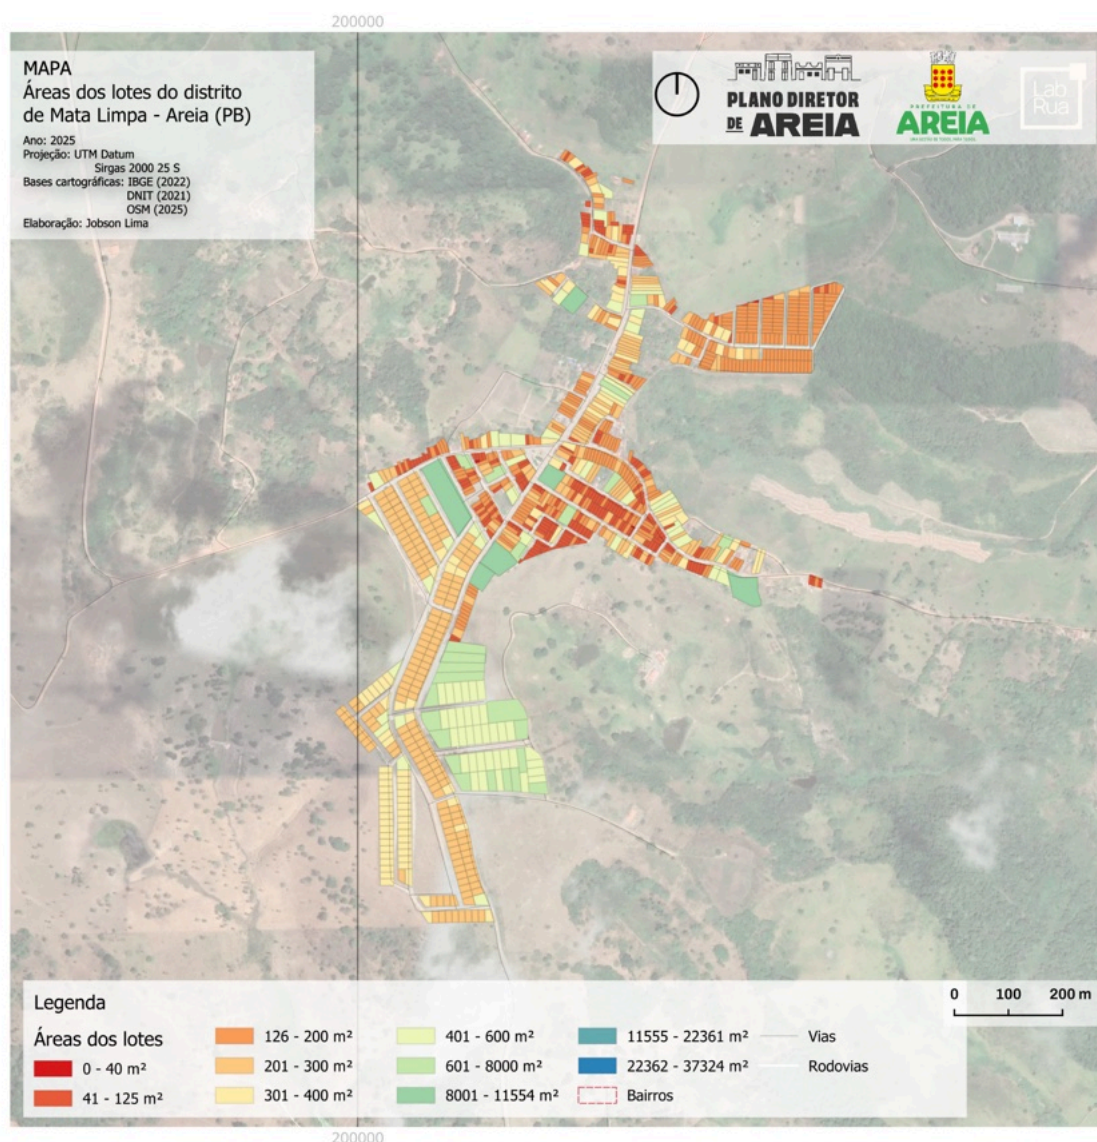 200000
MAPA
Áreas dos lotes do distrito
de Mata Limpa - Areia (PB)
Ano: 2025
Projeção: UTM Datum
Sirgas 2000 25 S
Bases cartográficas: IBGE (2022)
DNIT (2021)
OSM (2025)
Elaboração: Jobson Lima
PLANO DIRETOR
DE AREIA
PREFEITURA DE
AREIA
Lab
Rua
Legenda
Áreas dos lotes
0 - 40 m²
41 - 125 m²
126 - 200 m²
201 - 300 m²
301 - 400 m²
401 - 600 m²
601 - 8000 m²
8001 - 11554 m²
11555 - 22361 m²
22362 - 37324 m²
Bairros
Vias
Rodovias
0 100 200 m
200000